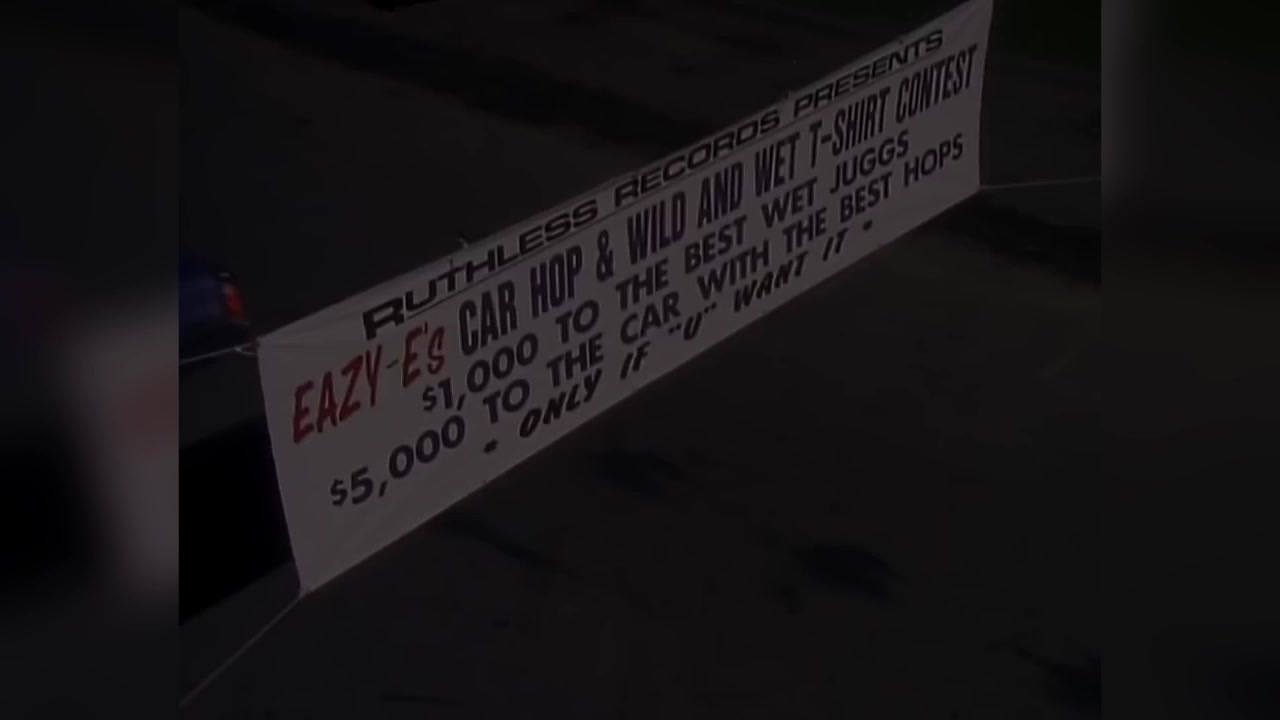 RUTHLESS RECORDS PRESENTS
EAZY-E's CAR HOP & WILD AND WET T-SHIRT CONTEST
$1,000 TO THE BEST WET JUGGS
$5,000 TO THE CAR WITH THE BEST HOPS
• ONLY IF "U" WANT IT •